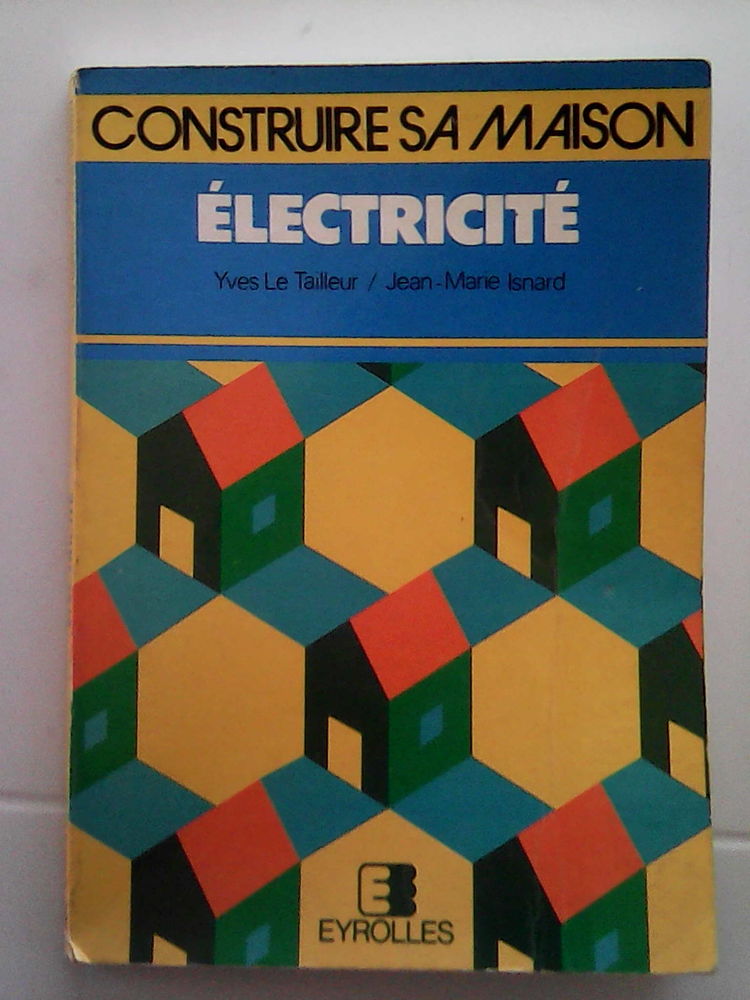 CONSTRUIRE SA MAISON
ÉLECTRICITÉ
Yves Le Tailleur / Jean-Marie Isnard
E
EYROLLES